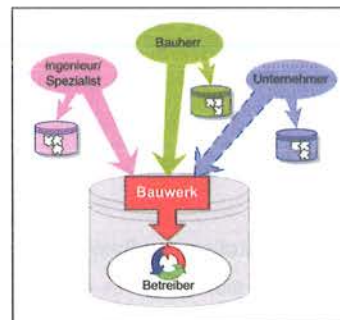 Bauherr
Ingenieur/
Spezialist
Unternehmer
Bauwerk
Betreiber